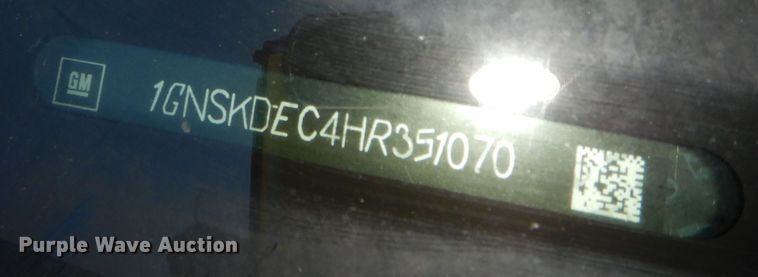 GM
1GNSKDEC4HR351070
Purple Wave Auction